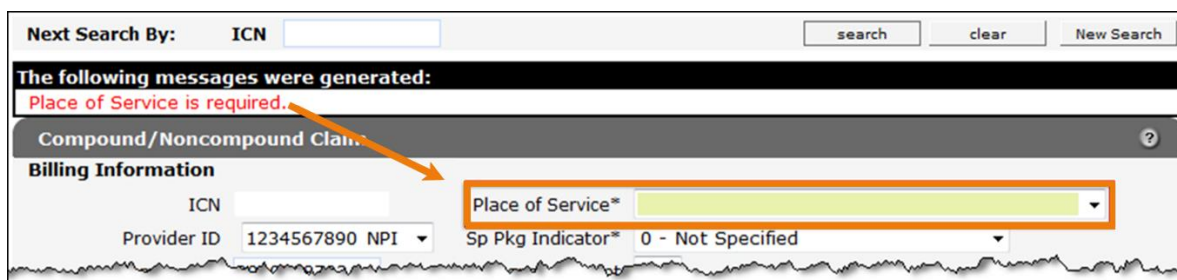 Next Search By: ICN search clear New Search
The following messages were generated:
Place of Service is required.
Compound/Noncompound Claim ?
Billing Information
ICN Place of Service*
Provider ID 1234567890 NPI Sp Pkg Indicator* 0 - Not Specified